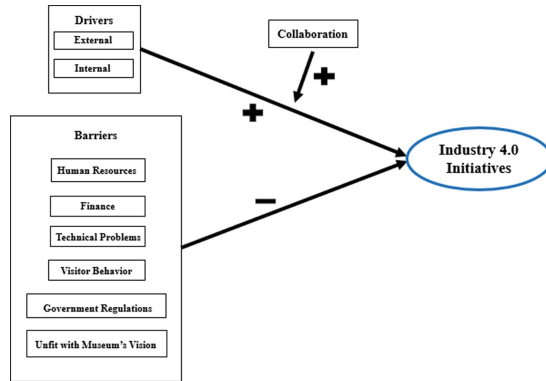 Drivers
External
Internal
Collaboration
+
+
Barriers
Human Resources
Finance
Technical Problems
Visitor Behavior
Government Regulations
Unfit with Museum's Vision
−
Industry 4.0
Initiatives